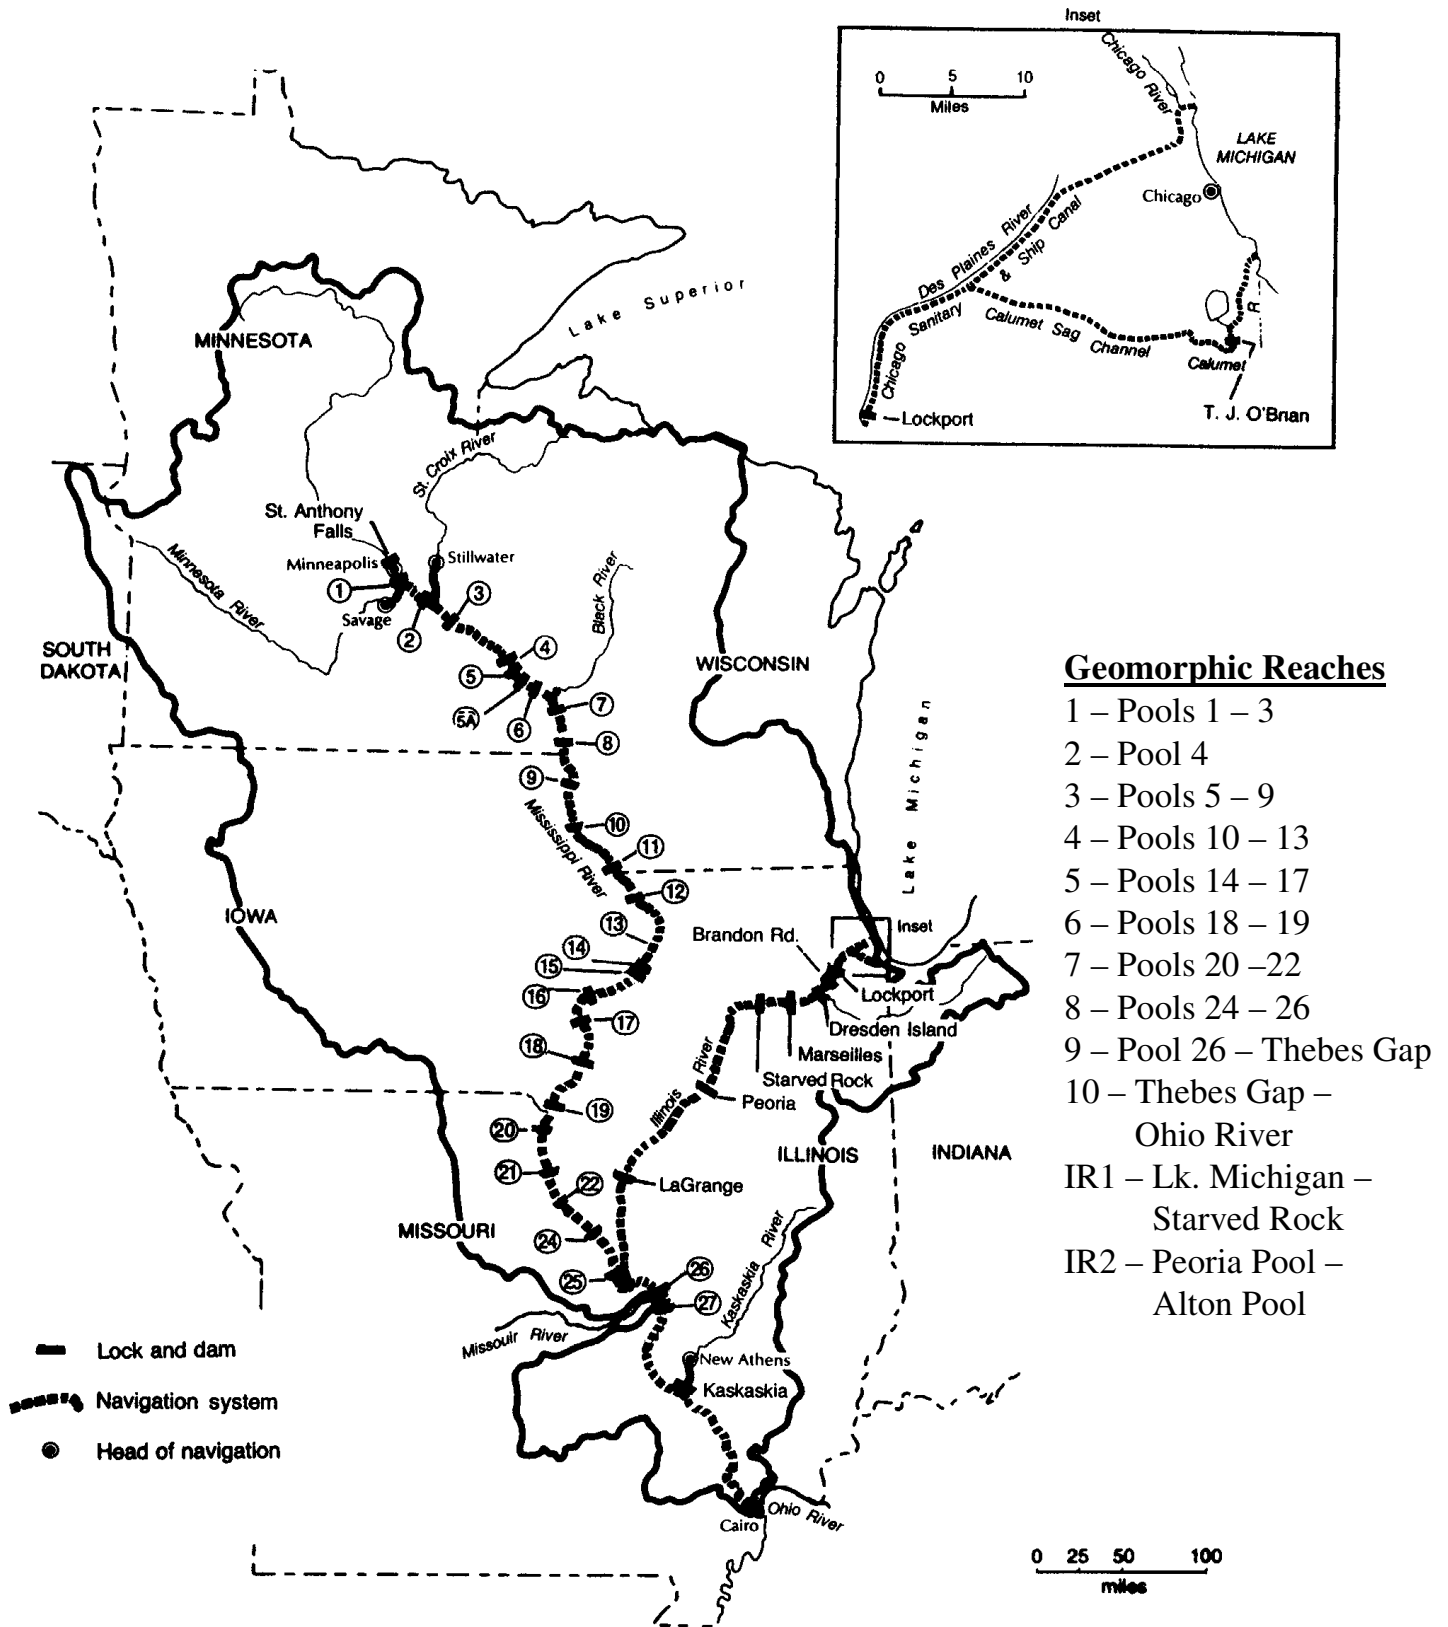 Inset
0 5 10
Miles
Chicago River
LAKE
MICHIGAN
Chicago
Des Plaines River
Chicago Sanitary & Ship Canal
Calumet Sag Channel
Calumet R
Lockport
T. J. O'Brian
MINNESOTA
Lake Superior
St. Croix River
St. Anthony
Falls
Minneapolis
Stillwater
1
3
Savage
2
Minnesota River
Black River
4
5
5A
6
7
8
SOUTH
DAKOTA
WISCONSIN
Lake Michigan
9
Mississippi River
10
11
12
13
IOWA
14
15
16
17
18
19
20
21
22
24
25
26
27
Brandon Rd.
Inset
Lockport
Dresden Island
Marseilles
Starved Rock
Peoria
Illinois River
LaGrange
ILLINOIS
INDIANA
MISSOURI
Kaskaskia River
Missouir River
New Athens
Kaskaskia
Cairo
Ohio River
Geomorphic Reaches
1 – Pools 1 – 3
2 – Pool 4
3 – Pools 5 – 9
4 – Pools 10 – 13
5 – Pools 14 – 17
6 – Pools 18 – 19
7 – Pools 20 –22
8 – Pools 24 – 26
9 – Pool 26 – Thebes Gap
10 – Thebes Gap –
Ohio River
IR1 – Lk. Michigan –
Starved Rock
IR2 – Peoria Pool –
Alton Pool
Lock and dam
Navigation system
Head of navigation
0 25 50 100
miles